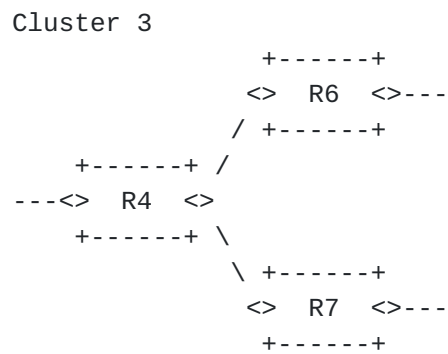 Cluster 3
                 +------+
                <>  R6  <>---
               / +------+
    +------+ /
---<>  R4  <>
    +------+ \
              \ +------+
               <>  R7  <>---
                +------+